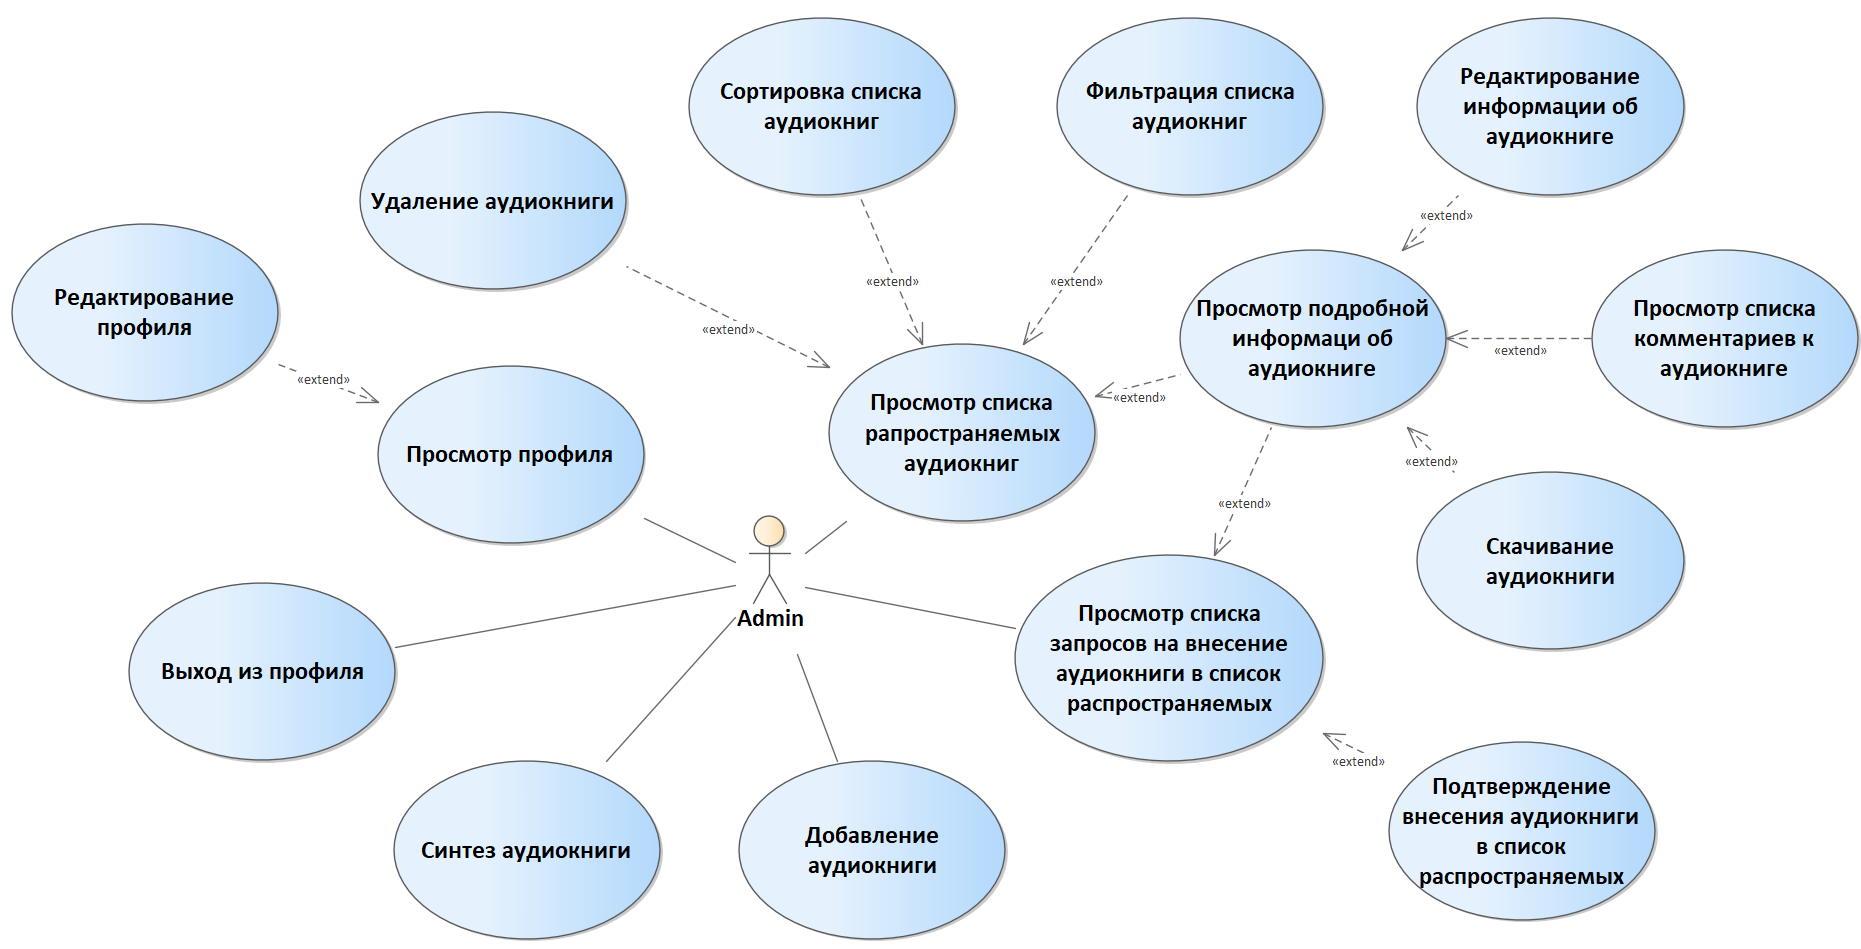 Сортировка списка
аудиокниг
Фильтрация списка
аудиокниг
Редактирование
информации об
аудиокниге
Удаление аудиокниги
«extend»
Редактирование
профиля
«extend»
«extend»
«extend»
Просмотр подробной
информаци об
аудиокниге
Просмотр списка
комментариев к
аудиокниге
«extend»
«extend»
«extend»
«extend»
Просмотр списка
рапространяемых
аудиокниг
Просмотр профиля
«extend»
«extend»
Скачивание
аудиокниги
Admin
Просмотр списка
запросов на внесение
аудиокниги в список
распространяемых
Выход из профиля
«extend»
Подтверждение
внесения аудиокниги
в список
распространяемых
Синтез аудиокниги
Добавление
аудиокниги